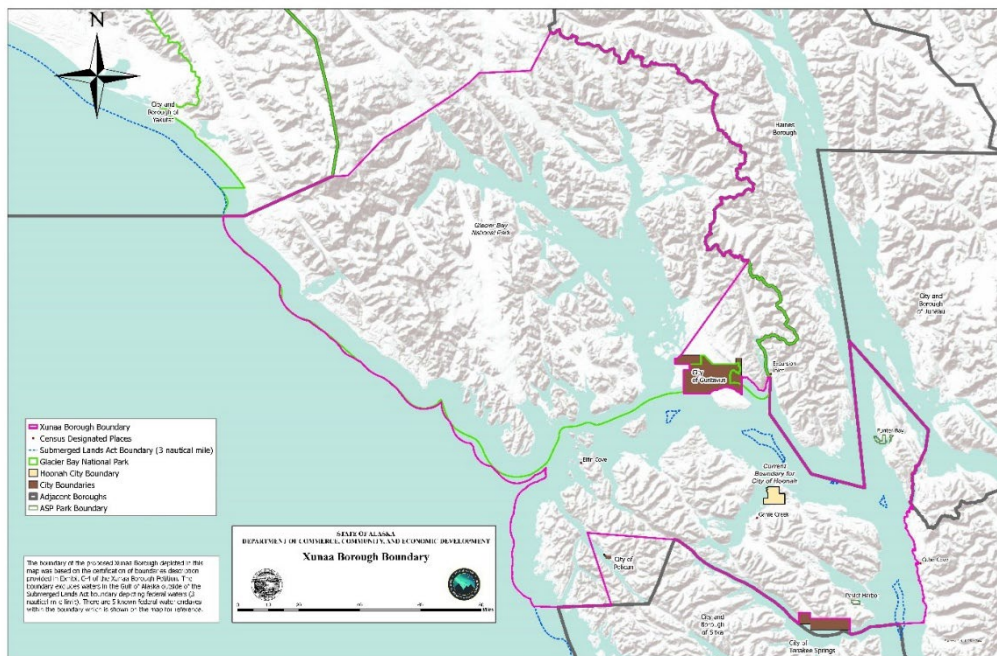 N
City and
Borough of
Yakutat
Haines
Borough
Glacier Bay
National Park
City and
Borough
of Juneau
City
of Gustavus
Elfin Cove
Current
Boundary for
City of Hoonah
Game Creek
City of
Pelican
City and
Borough
of Sitka
City of
Tenakee Springs
Xunaa Borough Boundary
Census Designated Places
Submerged Lands Act Boundary (3 nautical mile)
Glacier Bay National Park
Hoonah City Boundary
City Boundaries
Adjacent Boroughs
ASP Park Boundary
The boundary of the proposed Xunaa Borough depicted in this
map was based on the certification of boundaries description
provided in Exhibit C-1 of the Xunaa Borough Petition. The
boundary excludes waters in the Gulf of Alaska outside of the
Submerged Lands Act boundary depicting federal waters (3
nautical mile limit). There are 5 known federal water enclaves
within the boundary which is shown on the map for reference.
STATE OF ALASKA
DEPARTMENT OF COMMERCE, COMMUNITY, AND ECONOMIC DEVELOPMENT
Xunaa Borough Boundary
Miles